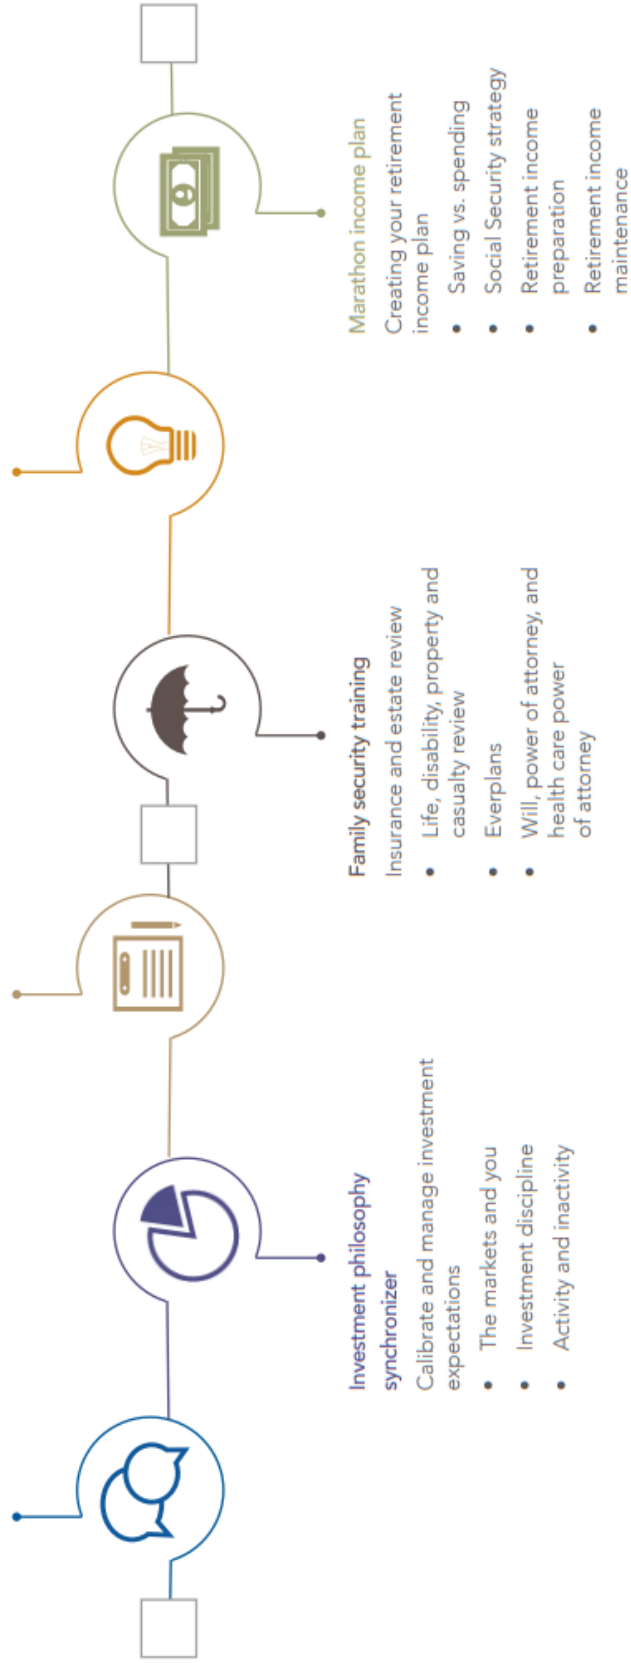 Investment philosophy
synchronizer
Calibrate and manage investment
expectations
• The markets and you
• Investment discipline
• Activity and inactivity
Family security training
Insurance and estate review
• Life, disability, property and
casualty review
• Everplans
• Will, power of attorney, and
health care power
of attorney
Marathon income plan
Creating your retirement
income plan
• Saving vs. spending
• Social Security strategy
• Retirement income
preparation
• Retirement income
maintenance